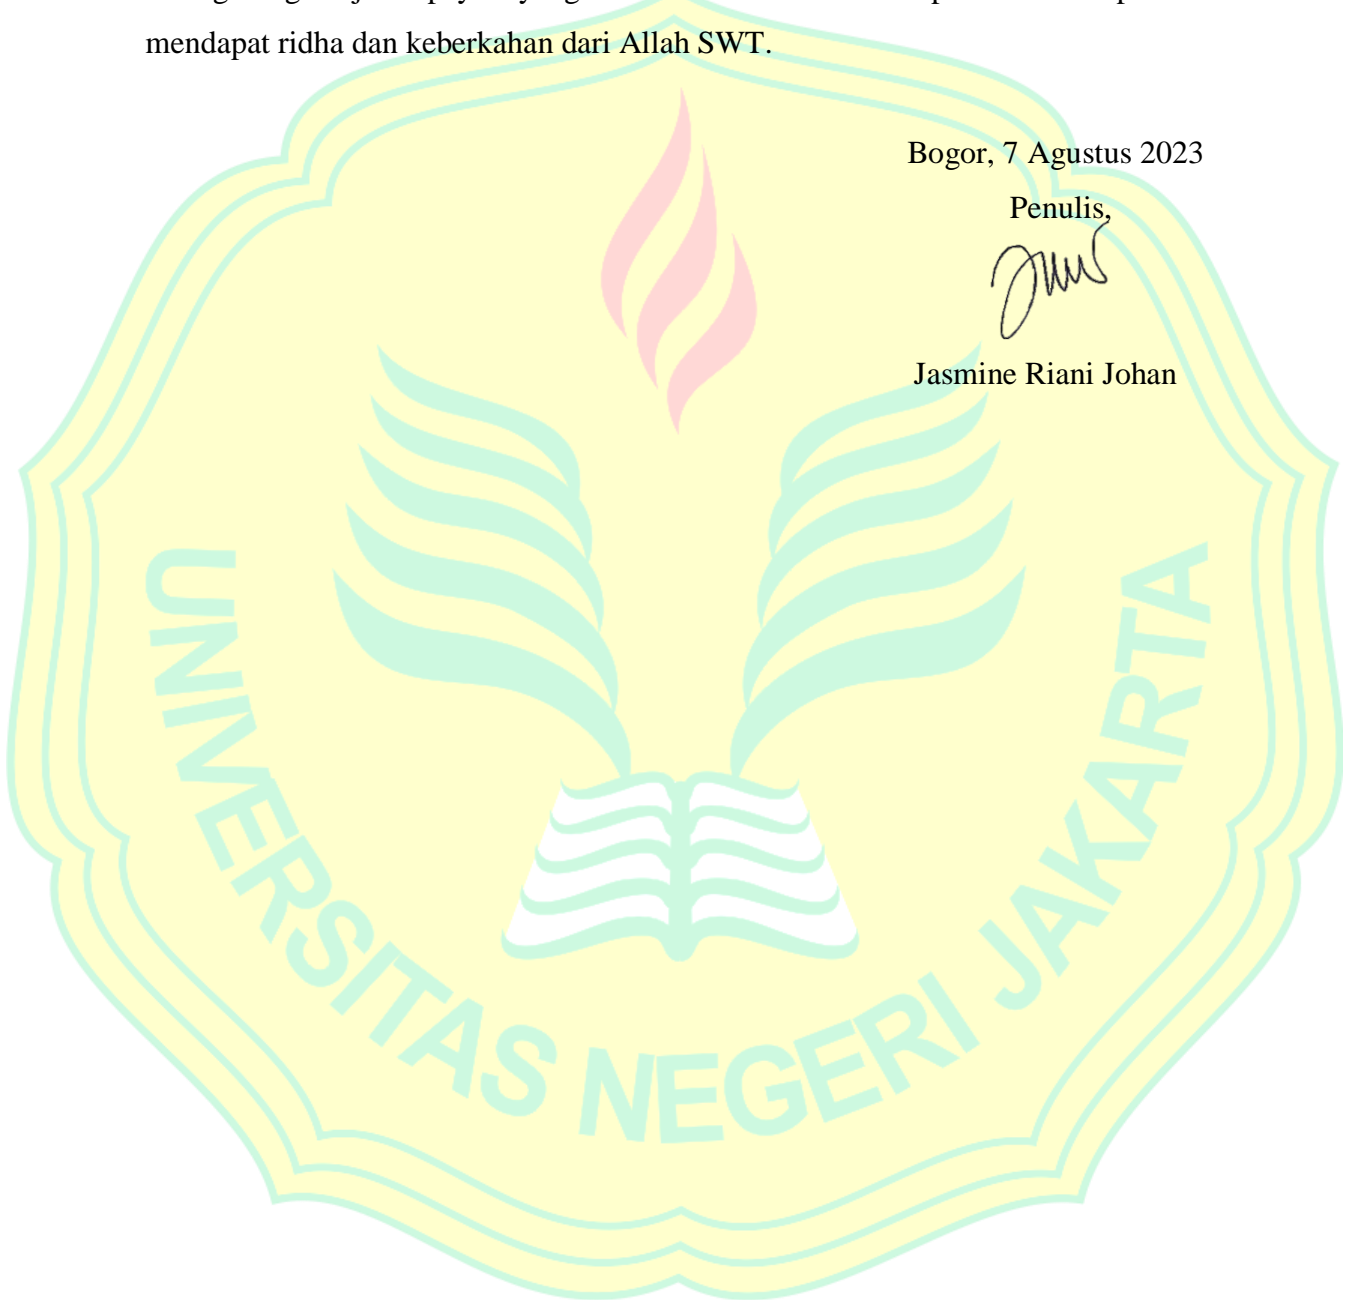 mendapat ridha dan keberkahan dari Allah SWT.
Bogor, 7 Agustus 2023
Penulis,
Jasmine Riani Johan
UNIVERSITAS NEGERI JAKARTA